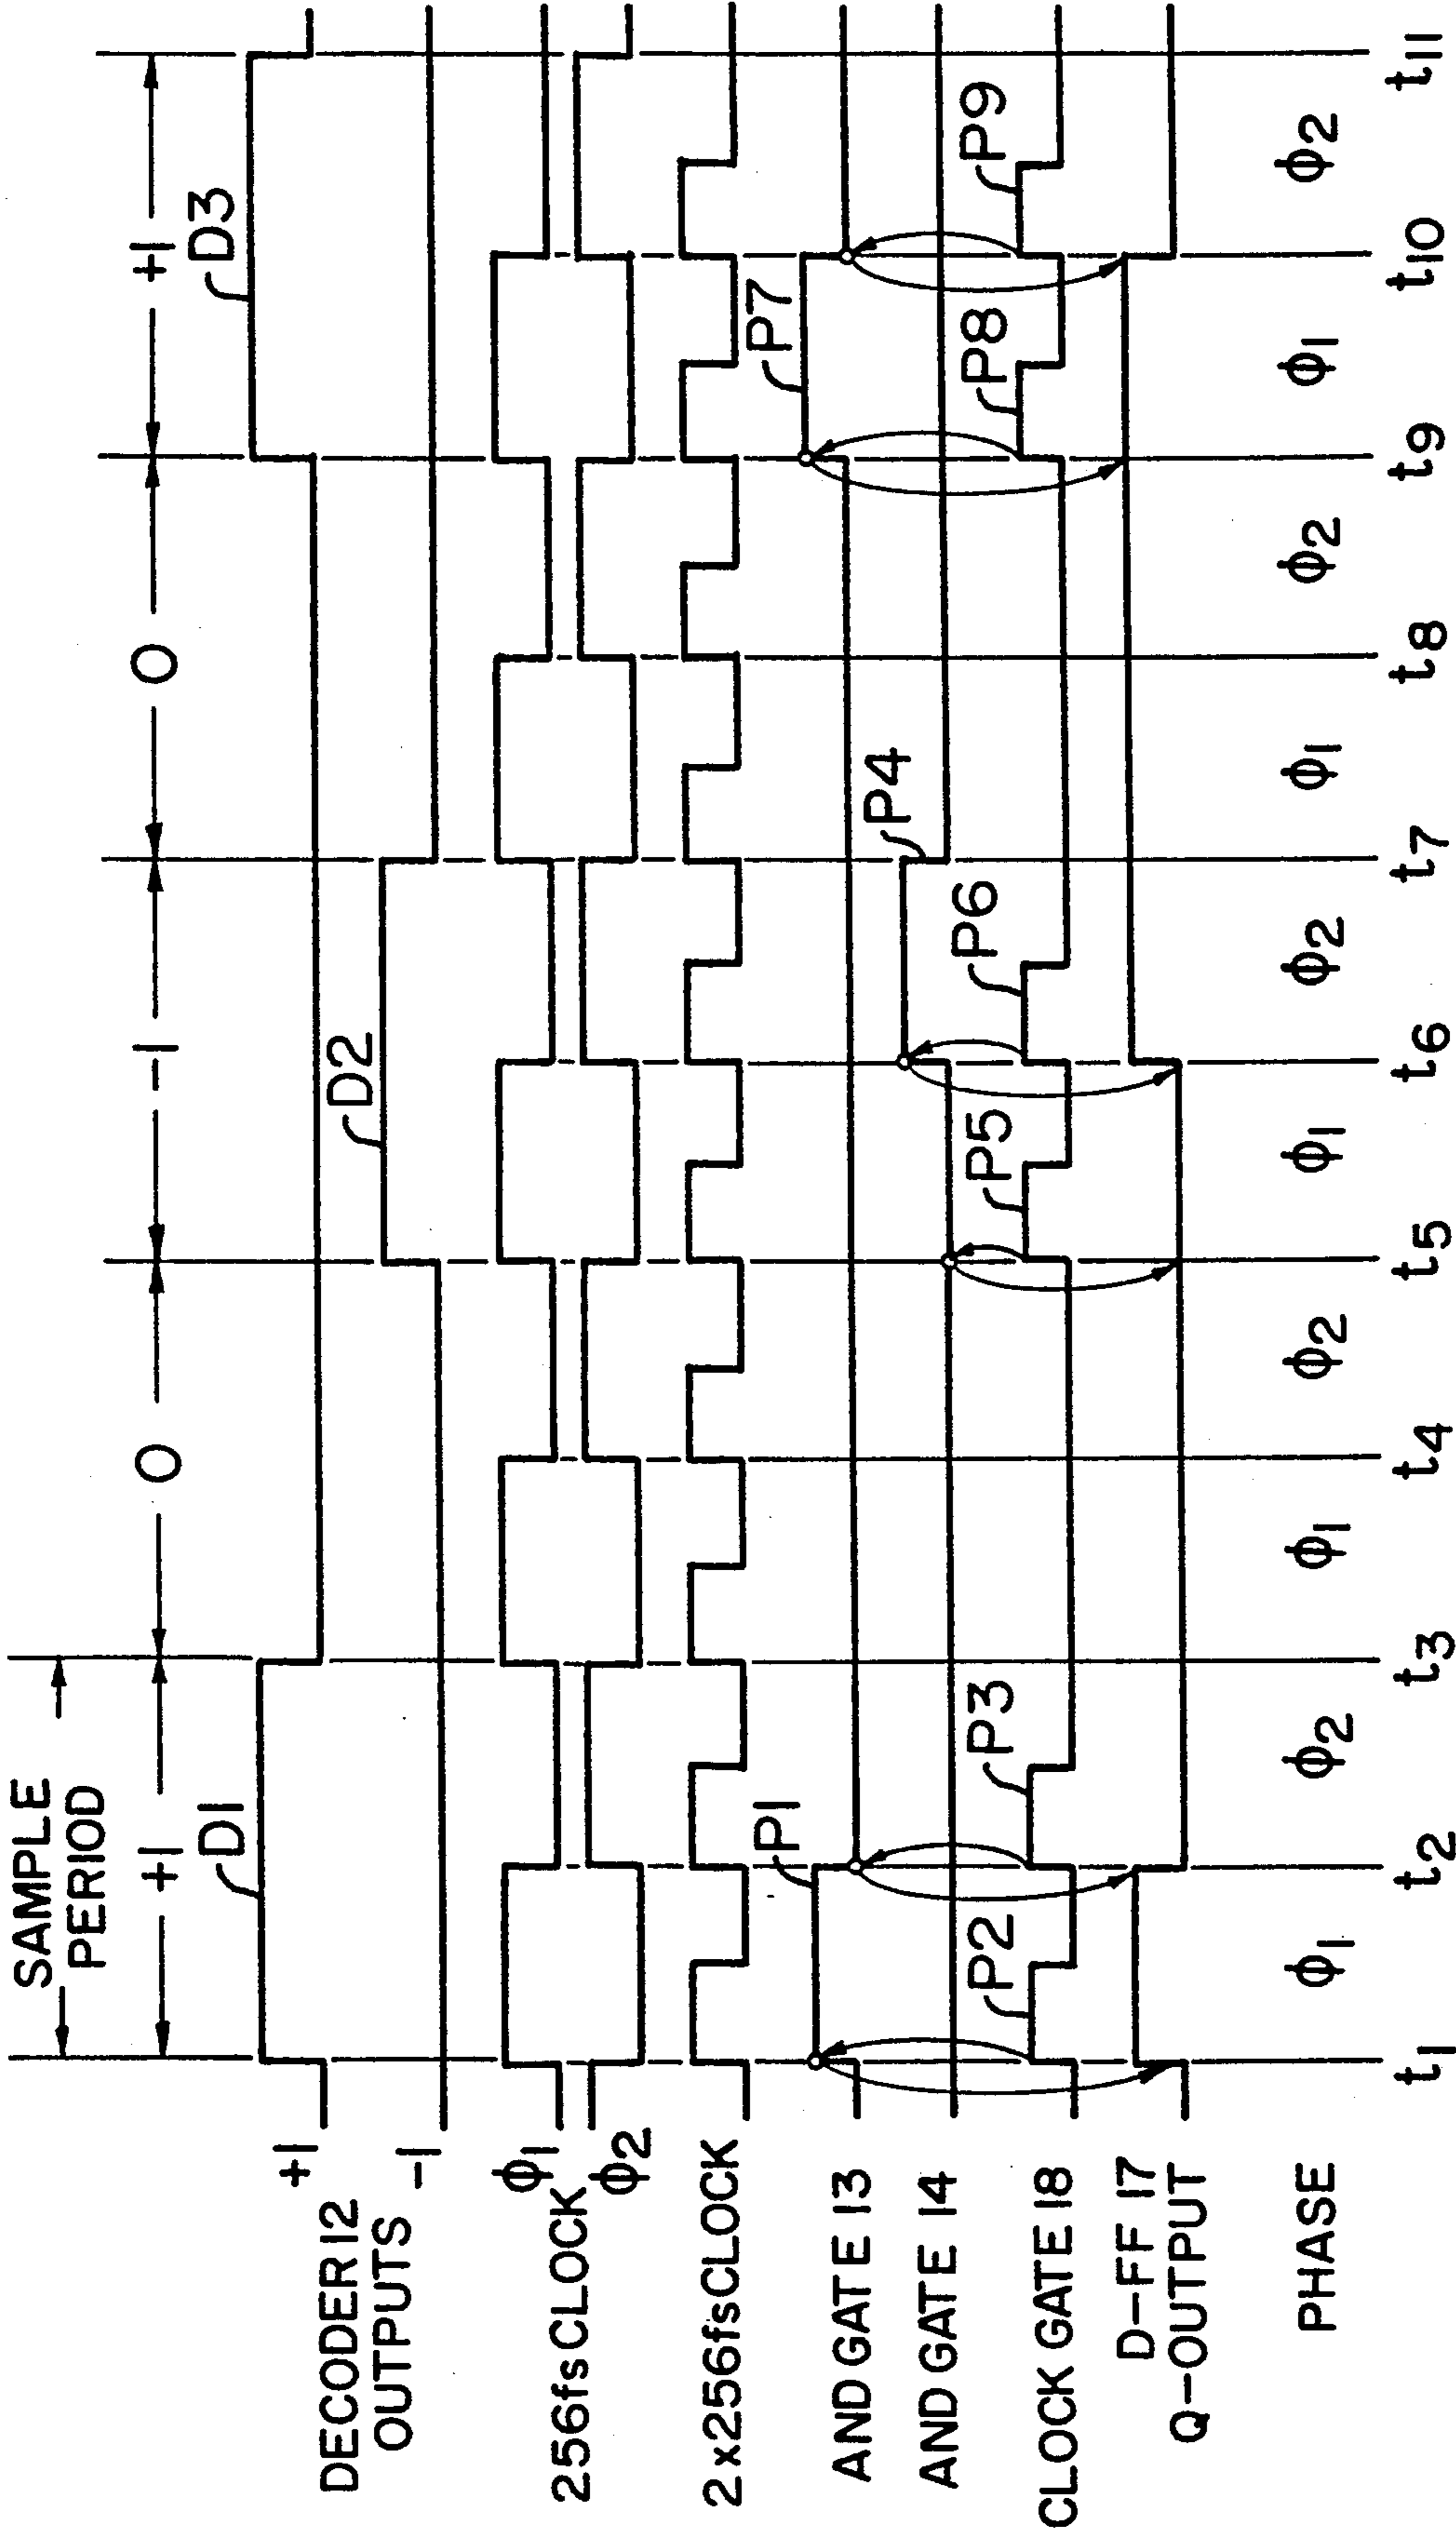 SAMPLE
PERIOD
+1
0
-1
0
+1
DECODER 12
OUTPUTS
+1
D1
D3
-1
D2
256fs CLOCK
φ1
φ2
2x256fs CLOCK
AND GATE 13
P1
P7
AND GATE 14
P4
CLOCK GATE 18
P2
P3
P5
P6
P8
P9
D-FF 17
Q-OUTPUT
PHASE
φ1
φ2
φ1
φ2
φ1
φ2
φ1
φ2
φ1
φ2
t1
t2
t3
t4
t5
t6
t7
t8
t9
t10
t11